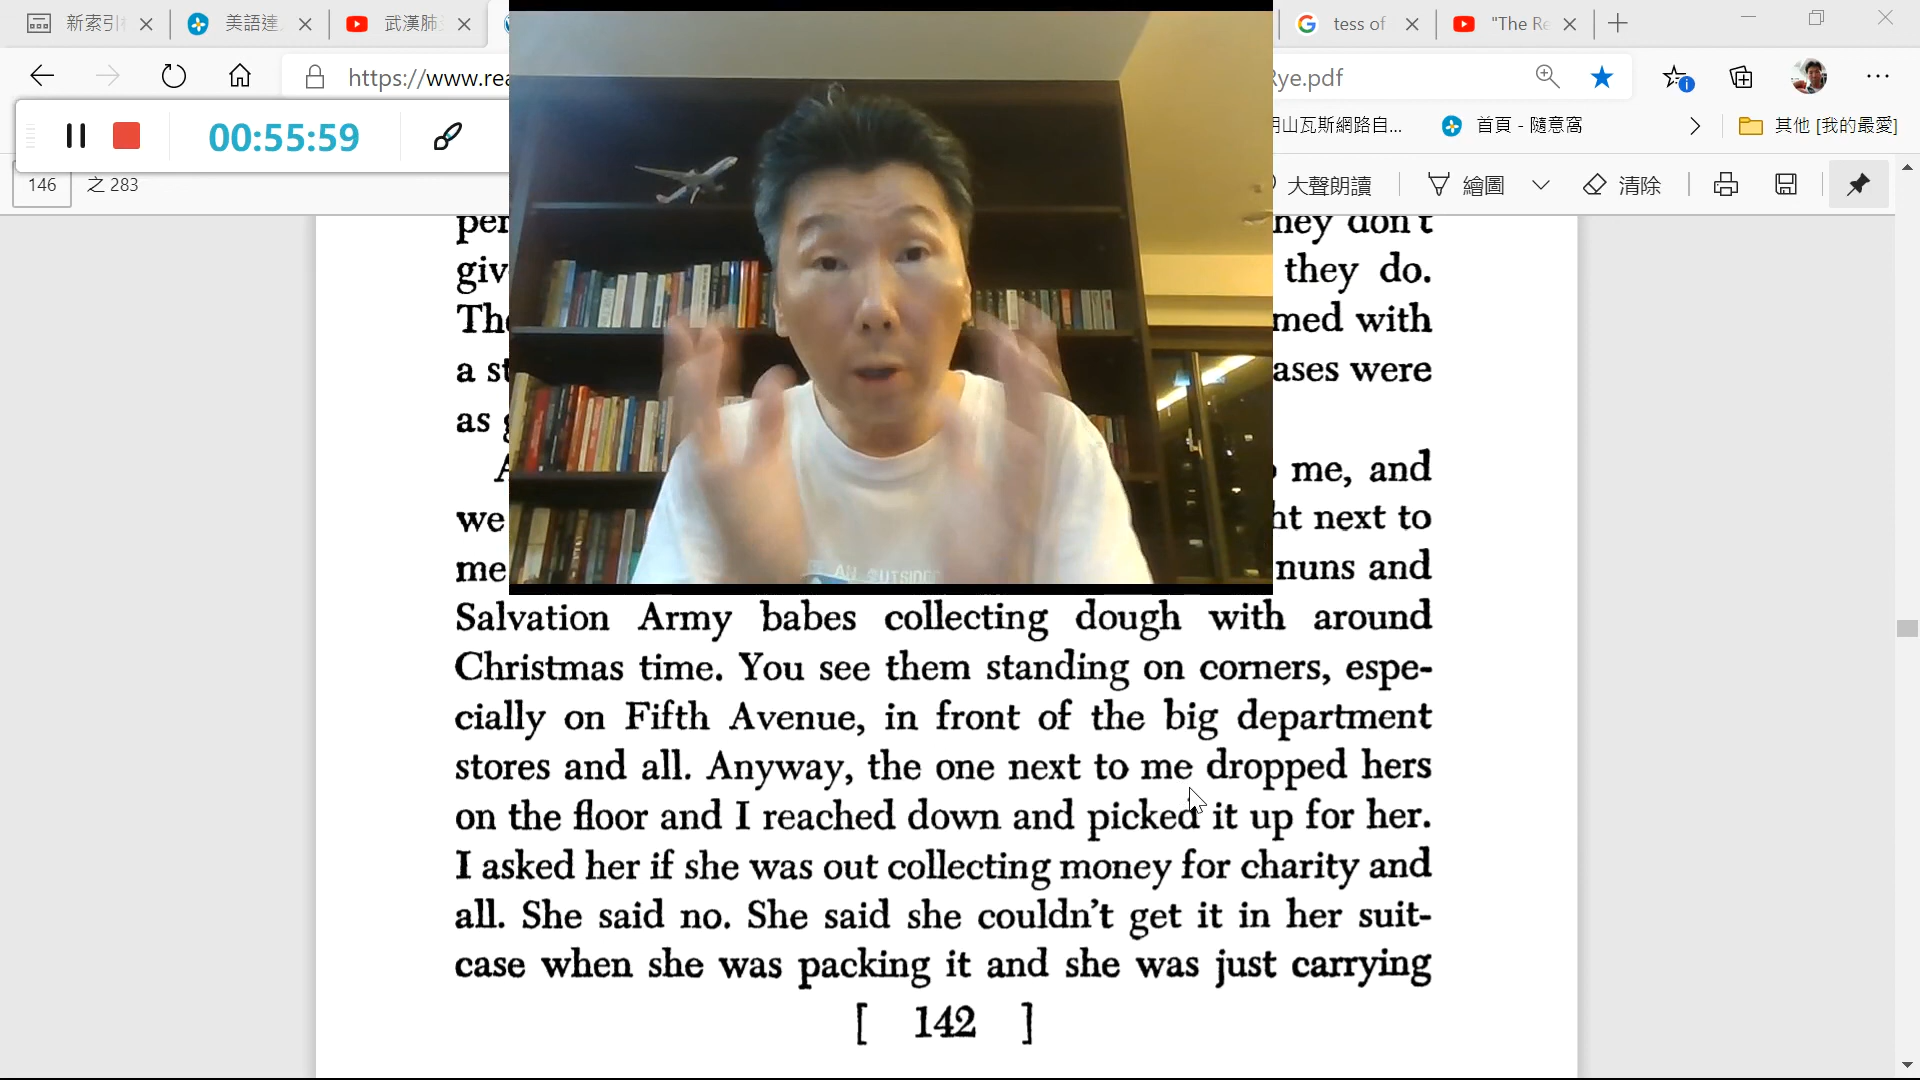 新索引
美語達
武漢肺
tess of
"The Re
https://www.rea
Rye.pdf
00:55:59
山瓦斯網路自...
首頁 - 隨意窩
其他 [我的最愛]
146 之 283
大聲朗讀
繪圖
清除
per
hey don't
giv
they do.
The
med with
a st
ases were
as g
me, and
we
ht next to
me
nuns and
Salvation Army babes collecting dough with around
Christmas time. You see them standing on corners, espe-
cially on Fifth Avenue, in front of the big department
stores and all. Anyway, the one next to me dropped hers
on the floor and I reached down and picked it up for her.
I asked her if she was out collecting money for charity and
all. She said no. She said she couldn't get it in her suit-
case when she was packing it and she was just carrying
[ 142 ]